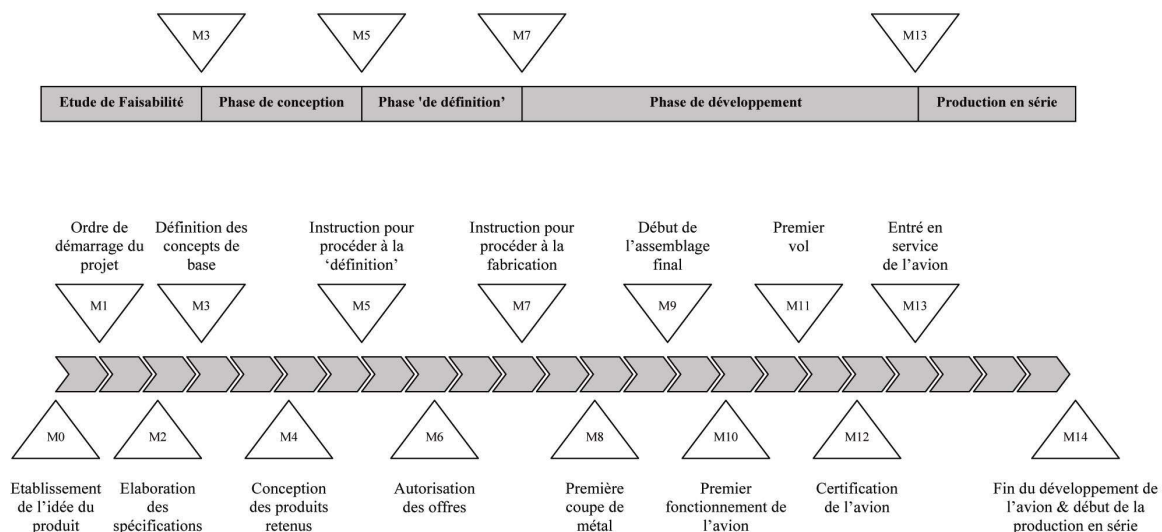 M3
M5
M7
M13
Etude de Faisabilité
Phase de conception
Phase 'de définition’
Phase de développement
Production en série
Ordre de
démarrage du
projet
Définition des
concepts de
base
Instruction pour
procéder à la
‘définition’
Instruction pour
procéder à la
fabrication
Début de
l’assemblage
final
Premier
vol
Entré en
service
de l’avion
M1
M3
M5
M7
M9
M11
M13
M0
M2
M4
M6
M8
M10
M12
M14
Etablissement
de l’idée du
produit
Elaboration
des
spécifications
Conception
des produits
retenus
Autorisation
des offres
Première
coupe de
métal
Premier
fonctionnement de
l’avion
Certification
de l’avion
Fin du développement de
l’avion & début de la
production en série